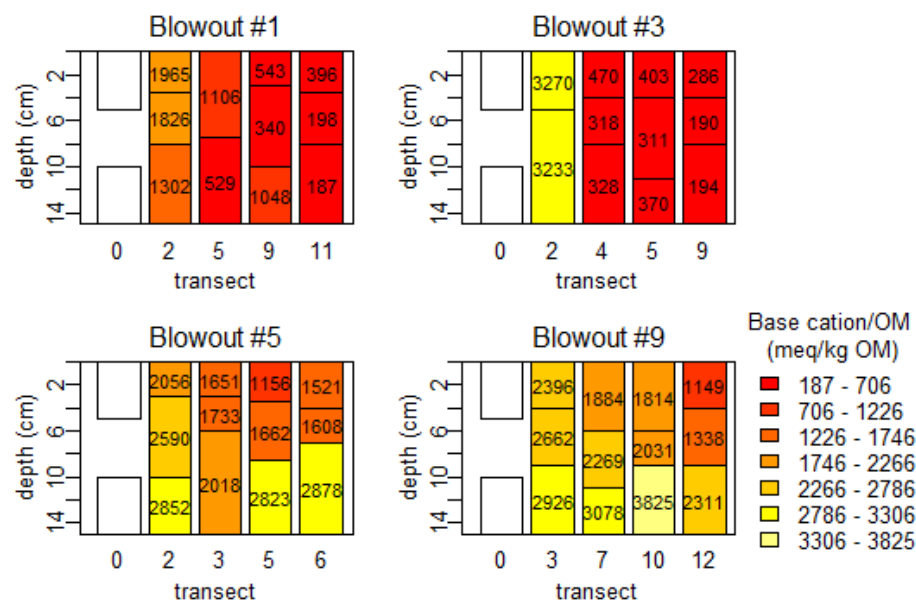 Blowout #1
depth (cm)
2
6
10
14
1965
1826
1302
1106
529
543
340
1048
396
198
187
0 2 5 9 11
transect
Blowout #3
depth (cm)
2
6
10
14
3270
3233
470
318
328
403
311
370
286
190
194
0 2 4 5 9
transect
Blowout #5
depth (cm)
2
6
10
14
2056
2590
2852
1651
1733
2018
1156
1662
2823
1521
1608
2878
0 2 3 5 6
transect
Blowout #9
depth (cm)
2
6
10
14
2396
2662
2926
1884
2269
3078
1814
2031
3825
1149
1338
2311
0 3 7 10 12
transect
Base cation/OM
(meq/kg OM)
187 - 706
706 - 1226
1226 - 1746
1746 - 2266
2266 - 2786
2786 - 3306
3306 - 3825